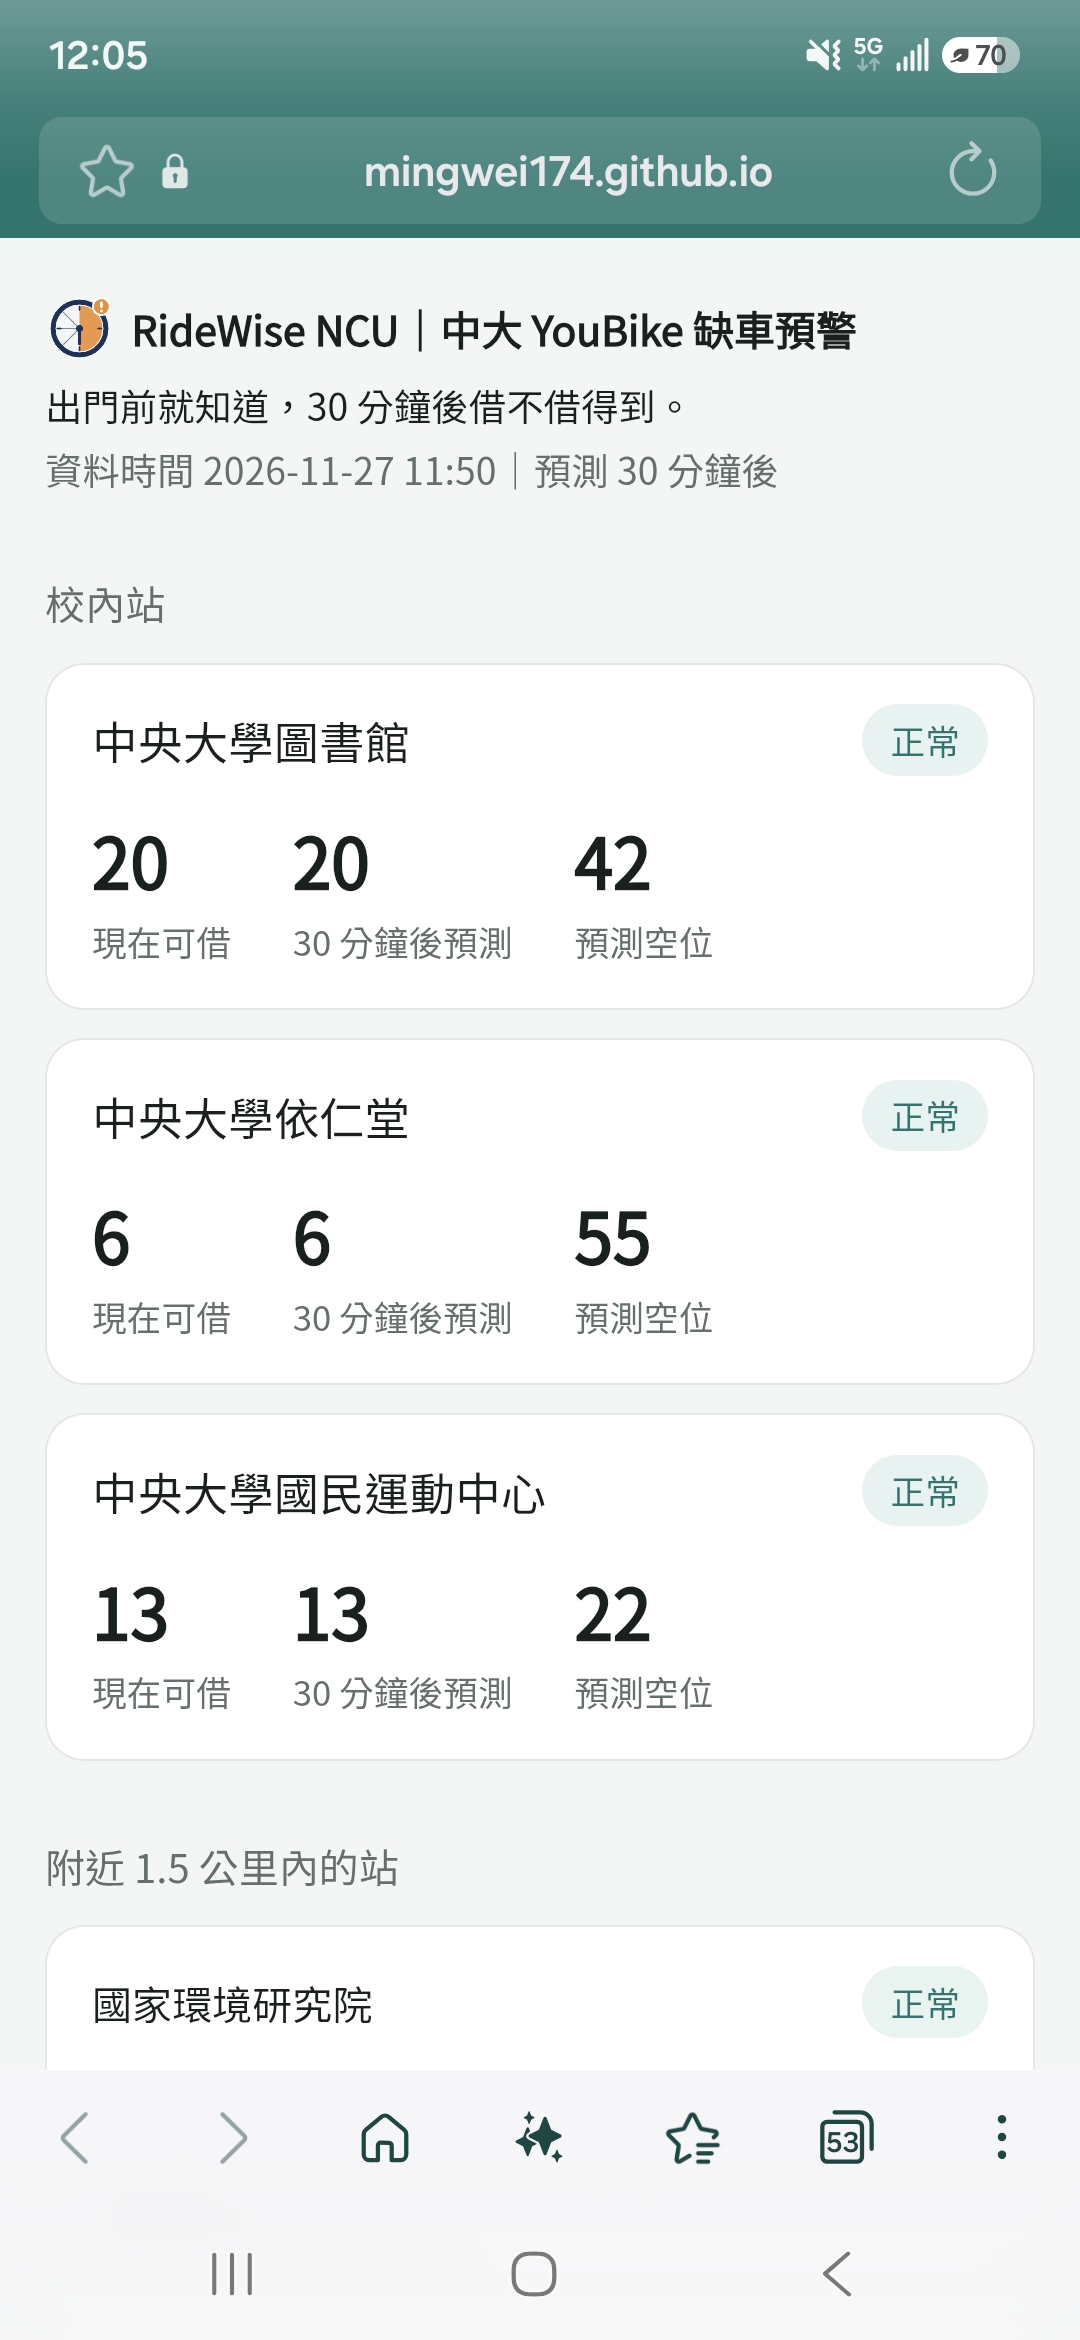 12:05
5G
70
mingwei174.github.io
RideWise NCU｜中大 YouBike 缺車預警
出門前就知道，30 分鐘後借不借得到。
資料時間 2026-11-27 11:50｜預測 30 分鐘後
校內站
中央大學圖書館
正常
20 20 42
現在可借 30 分鐘後預測 預測空位
中央大學依仁堂
正常
6 6 55
現在可借 30 分鐘後預測 預測空位
中央大學國民運動中心
正常
13 13 22
現在可借 30 分鐘後預測 預測空位
附近 1.5 公里內的站
國家環境研究院
正常
53